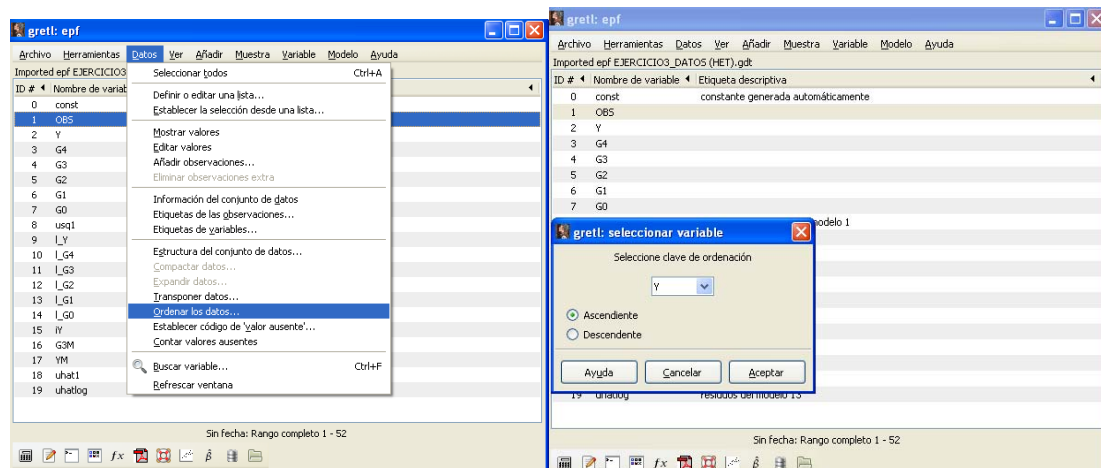 gretl: epf
Archivo Herramientas Datos Ver Añadir Muestra Variable Modelo Ayuda
Imported epf EJERCICIO3
ID # Nombre de variab
0 const
1 OBS
2 Y
3 G4
4 G3
5 G2
6 G1
7 G0
8 usq1
9 l_Y
10 l_G4
11 l_G3
12 l_G2
13 l_G1
14 l_G0
15 iY
16 G3M
17 YM
18 uhat1
19 uhatlog
Seleccionar todos Ctrl+A
Definir o editar una lista...
Establecer la selección desde una lista...
Mostrar valores
Editar valores
Añadir observaciones...
Eliminar observaciones extra
Información del conjunto de datos
Etiquetas de las observaciones...
Etiquetas de variables...
Estructura del conjunto de datos...
Compactar datos...
Expandir datos...
Transponer datos...
Ordenar los datos...
Establecer código de 'valor ausente'...
Contar valores ausentes
Buscar variable... Ctrl+F
Refrescar ventana
Sin fecha: Rango completo 1 - 52
fx β̂
gretl: epf
Archivo Herramientas Datos Ver Añadir Muestra Variable Modelo Ayuda
Imported epf EJERCICIO3_DATOS (HET).gdt
ID # Nombre de variable Etiqueta descriptiva
0 const constante generada automáticamente
1 OBS
2 Y
3 G4
4 G3
5 G2
6 G1
7 G0
modelo 1
gretl: seleccionar variable
Seleccione clave de ordenación
Y
Ascendiente
Descendente
Ayuda Cancelar Aceptar
19 uhatlog residuos del modelo 13
Sin fecha: Rango completo 1 - 52
fx β̂